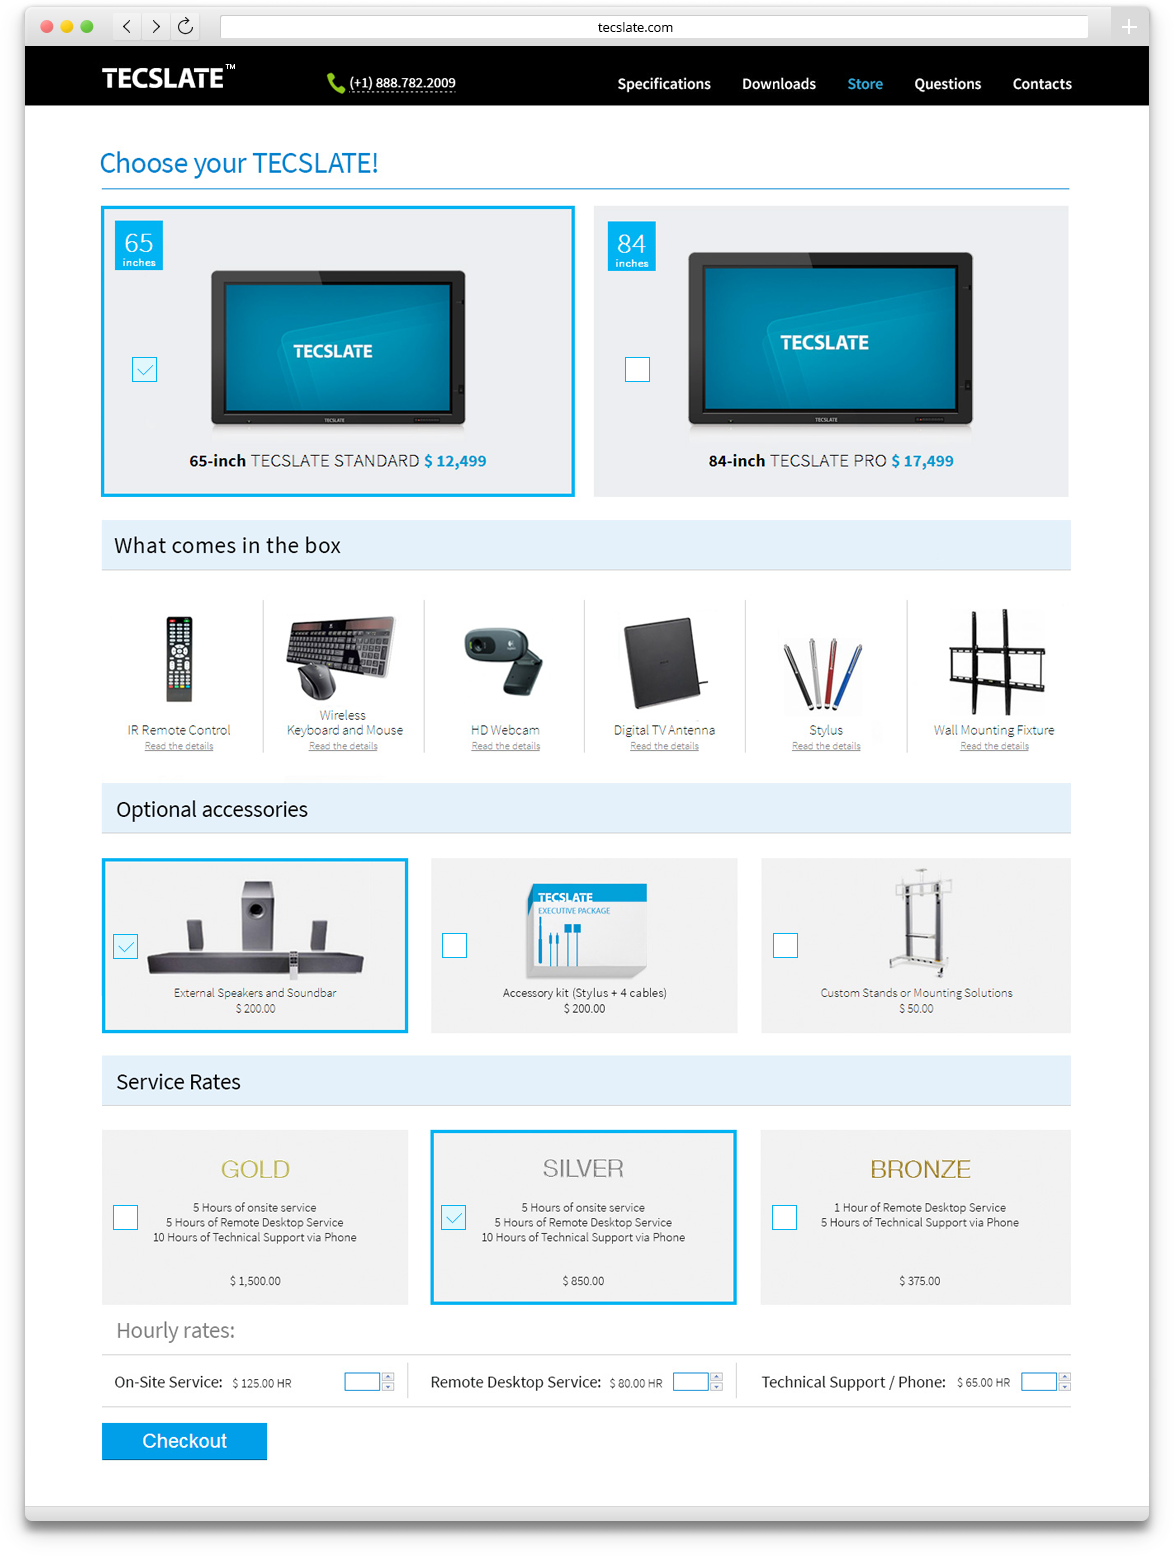 tecslate.com
TECSLATE™
(+1) 888.782.2009
Specifications
Downloads
Store
Questions
Contacts
Choose your TECSLATE!
65
inches
TECSLATE
TECSLATE
65-inch TECSLATE STANDARD $ 12,499
84
inches
TECSLATE
TECSLATE
84-inch TECSLATE PRO $ 17,499
What comes in the box
IR Remote Control
Read the details
Wireless
Keyboard and Mouse
Read the details
HD Webcam
Read the details
Digital TV Antenna
Read the details
Stylus
Read the details
Wall Mounting Fixture
Read the details
Optional accessories
External Speakers and Soundbar
$ 200.00
TECSLATE
EXECUTIVE PACKAGE
Accessory kit (Stylus + 4 cables)
$ 200.00
Custom Stands or Mounting Solutions
$ 50.00
Service Rates
GOLD
5 Hours of onsite service
5 Hours of Remote Desktop Service
10 Hours of Technical Support via Phone
$ 1,500.00
SILVER
5 Hours of onsite service
5 Hours of Remote Desktop Service
10 Hours of Technical Support via Phone
$ 850.00
BRONZE
1 Hour of Remote Desktop Service
5 Hours of Technical Support via Phone
$ 375.00
Hourly rates:
On-Site Service: $ 125.00 HR
Remote Desktop Service: $ 80.00 HR
Technical Support / Phone: $ 65.00 HR
Checkout